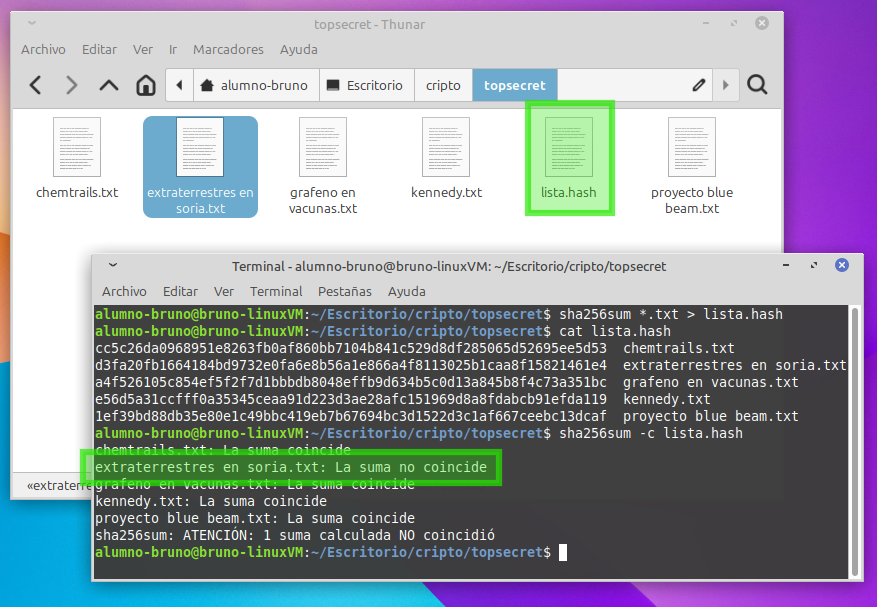 topsecret - Thunar
Archivo Editar Ver Ir Marcadores Ayuda
alumno-bruno Escritorio cripto topsecret
chemtrails.txt
extraterrestres en
soria.txt
grafeno en
vacunas.txt
kennedy.txt
lista.hash
proyecto blue
beam.txt
«extraterre
Terminal - alumno-bruno@bruno-linuxVM: ~/Escritorio/cripto/topsecret
Archivo Editar Ver Terminal Pestañas Ayuda
alumno-bruno@bruno-linuxVM:~/Escritorio/cripto/topsecret$ sha256sum *.txt > lista.hash
alumno-bruno@bruno-linuxVM:~/Escritorio/cripto/topsecret$ cat lista.hash
cc5c26da0968951e8263fb0af860bb7104b841c529d8df285065d52695ee5d53  chemtrails.txt
d3fa20fb1664184bd9732e0fa6e8b56a1e866a4f8113025b1caa8f15821461e4  extraterrestres en soria.txt
a4f526105c854ef5f2f7d1bbbdb8048effb9d634b5c0d13a845b8f4c73a351bc  grafeno en vacunas.txt
e56d5a31ccfff0a35345ceaa91d223d3ae28afc151969d8a8fdabcb91efda119  kennedy.txt
1ef39bd88db35e80e1c49bbc419eb7b67694bc3d1522d3c1af667ceebc13dcaf  proyecto blue beam.txt
alumno-bruno@bruno-linuxVM:~/Escritorio/cripto/topsecret$ sha256sum -c lista.hash
chemtrails.txt: La suma coincide
extraterrestres en soria.txt: La suma no coincide
grafeno en vacunas.txt: La suma coincide
kennedy.txt: La suma coincide
proyecto blue beam.txt: La suma coincide
sha256sum: ATENCIÓN: 1 suma calculada NO coincidió
alumno-bruno@bruno-linuxVM:~/Escritorio/cripto/topsecret$